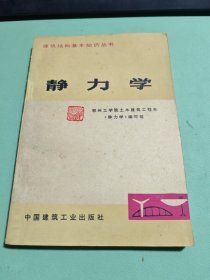 建筑结构基本知识丛书
静力学
郑州工学院土木建筑工程系
《静力学》编写组
中国建筑工业出版社